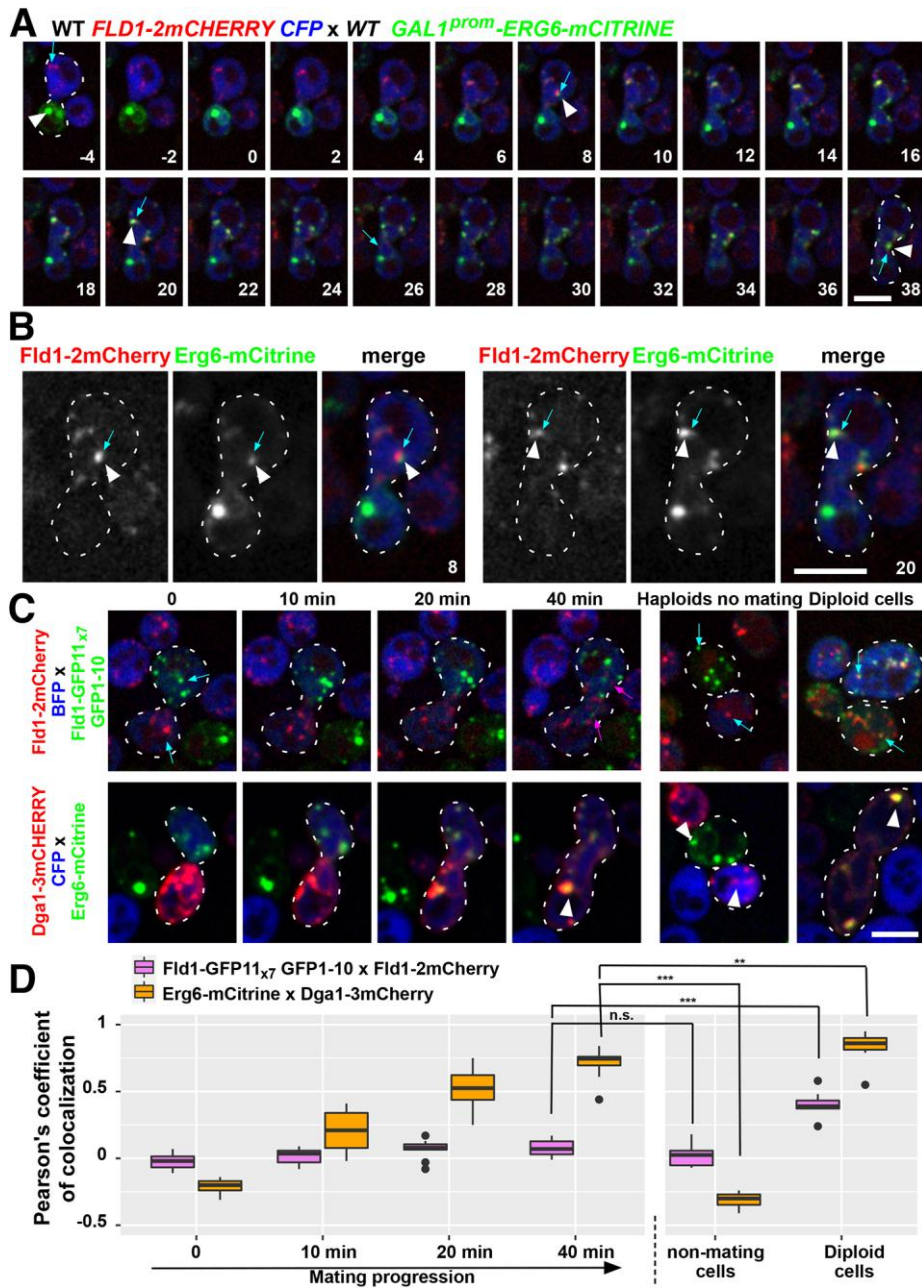 A
WT FLD1-2mCHERRY CFP x WT GAL1prom-ERG6-mCITRINE
-4 -2 0 2 4 6 8 10 12 14 16
18 20 22 24 26 28 30 32 34 36 38
B
Fld1-2mCherry Erg6-mCitrine merge Fld1-2mCherry Erg6-mCitrine merge
8 20
C
0 10 min 20 min 40 min Haploids no mating Diploid cells
Fld1-2mCherry
BFP x
Fld1-GFP11x7
GFP1-10
Dga1-3mCHERRY
CFP x
Erg6-mCitrine
D
Fld1-GFP11x7 GFP1-10 x Fld1-2mCherry
Erg6-mCitrine x Dga1-3mCherry
**
***
***
n.s.
Pearson's coefficient
of colocalization
1
0.5
0
-0.5
0 10 min 20 min 40 min non-mating
cells Diploid
cells
Mating progression